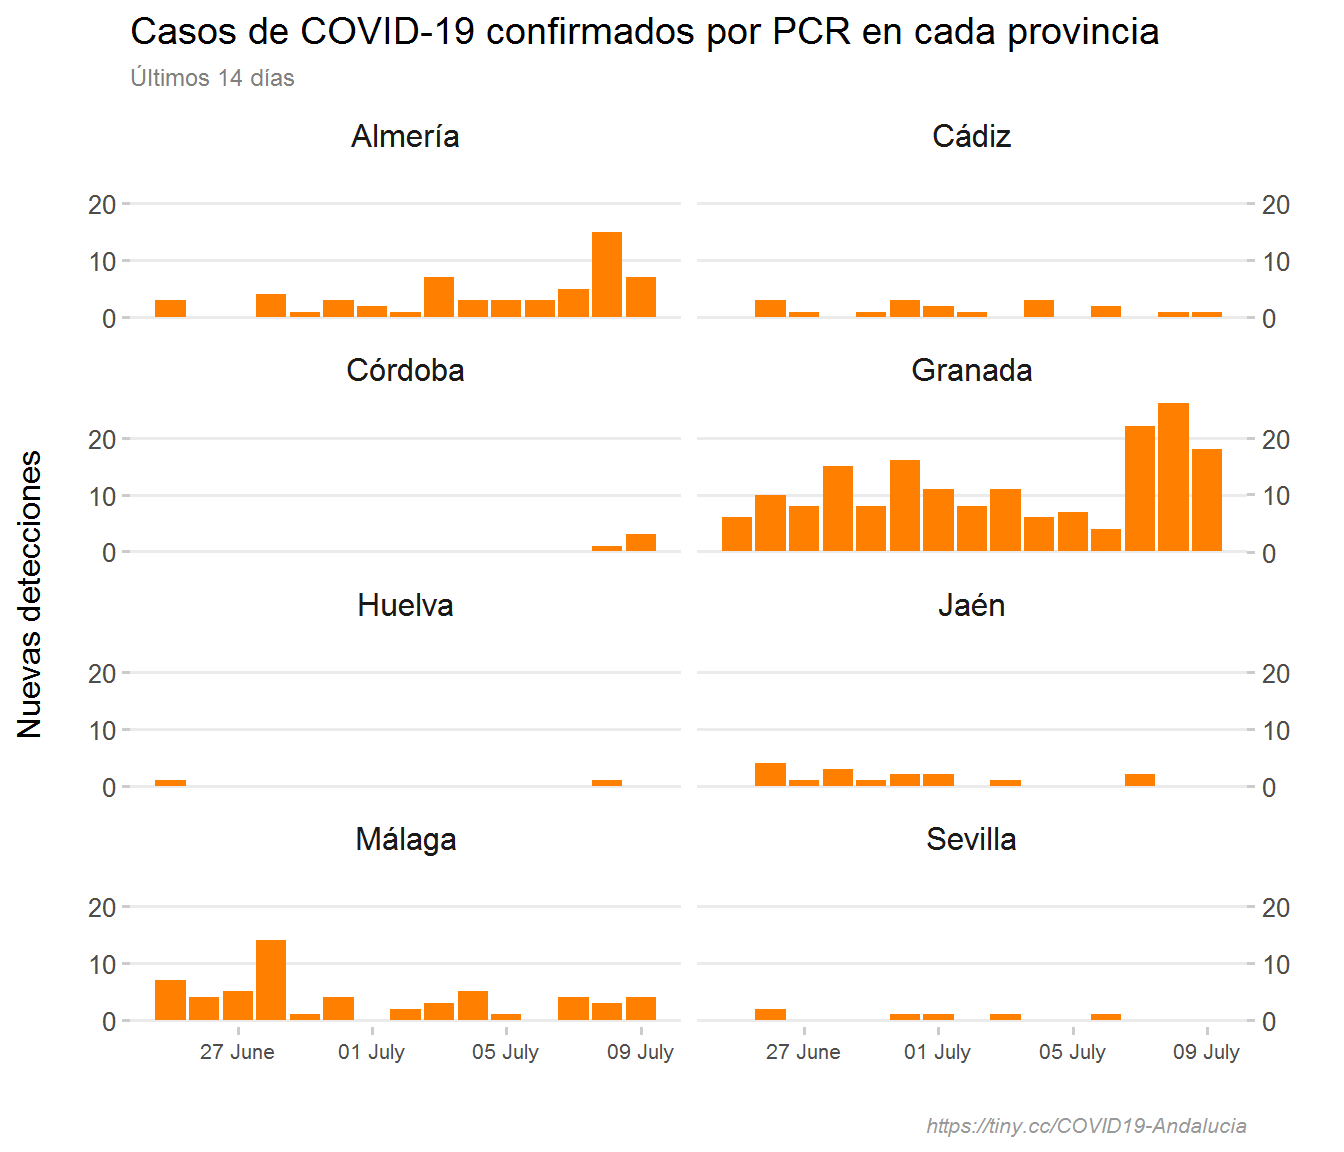 Casos de COVID-19 confirmados por PCR en cada provincia
Últimos 14 días
Almería
Cádiz
20
10
0
20
10
0
Córdoba
Granada
20
10
0
20
10
0
Nuevas detecciones
Huelva
Jaén
20
10
0
20
10
0
Málaga
Sevilla
20
10
0
20
10
0
27 June 01 July 05 July 09 July
27 June 01 July 05 July 09 July
https://tiny.cc/COVID19-Andalucia